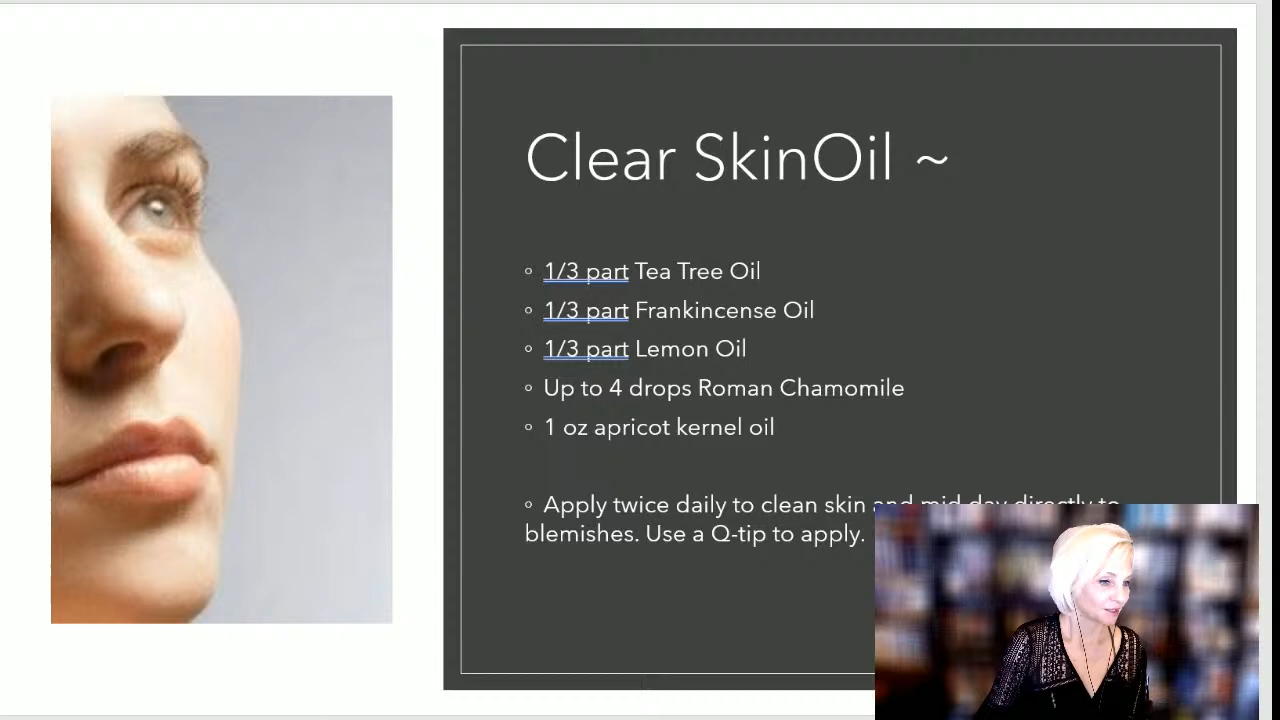 Clear SkinOil ~
◦ 1/3 part Tea Tree Oil
◦ 1/3 part Frankincense Oil
◦ 1/3 part Lemon Oil
◦ Up to 4 drops Roman Chamomile
◦ 1 oz apricot kernel oil
◦ Apply twice daily to clean skin and mid day directly to
blemishes. Use a Q-tip to apply.